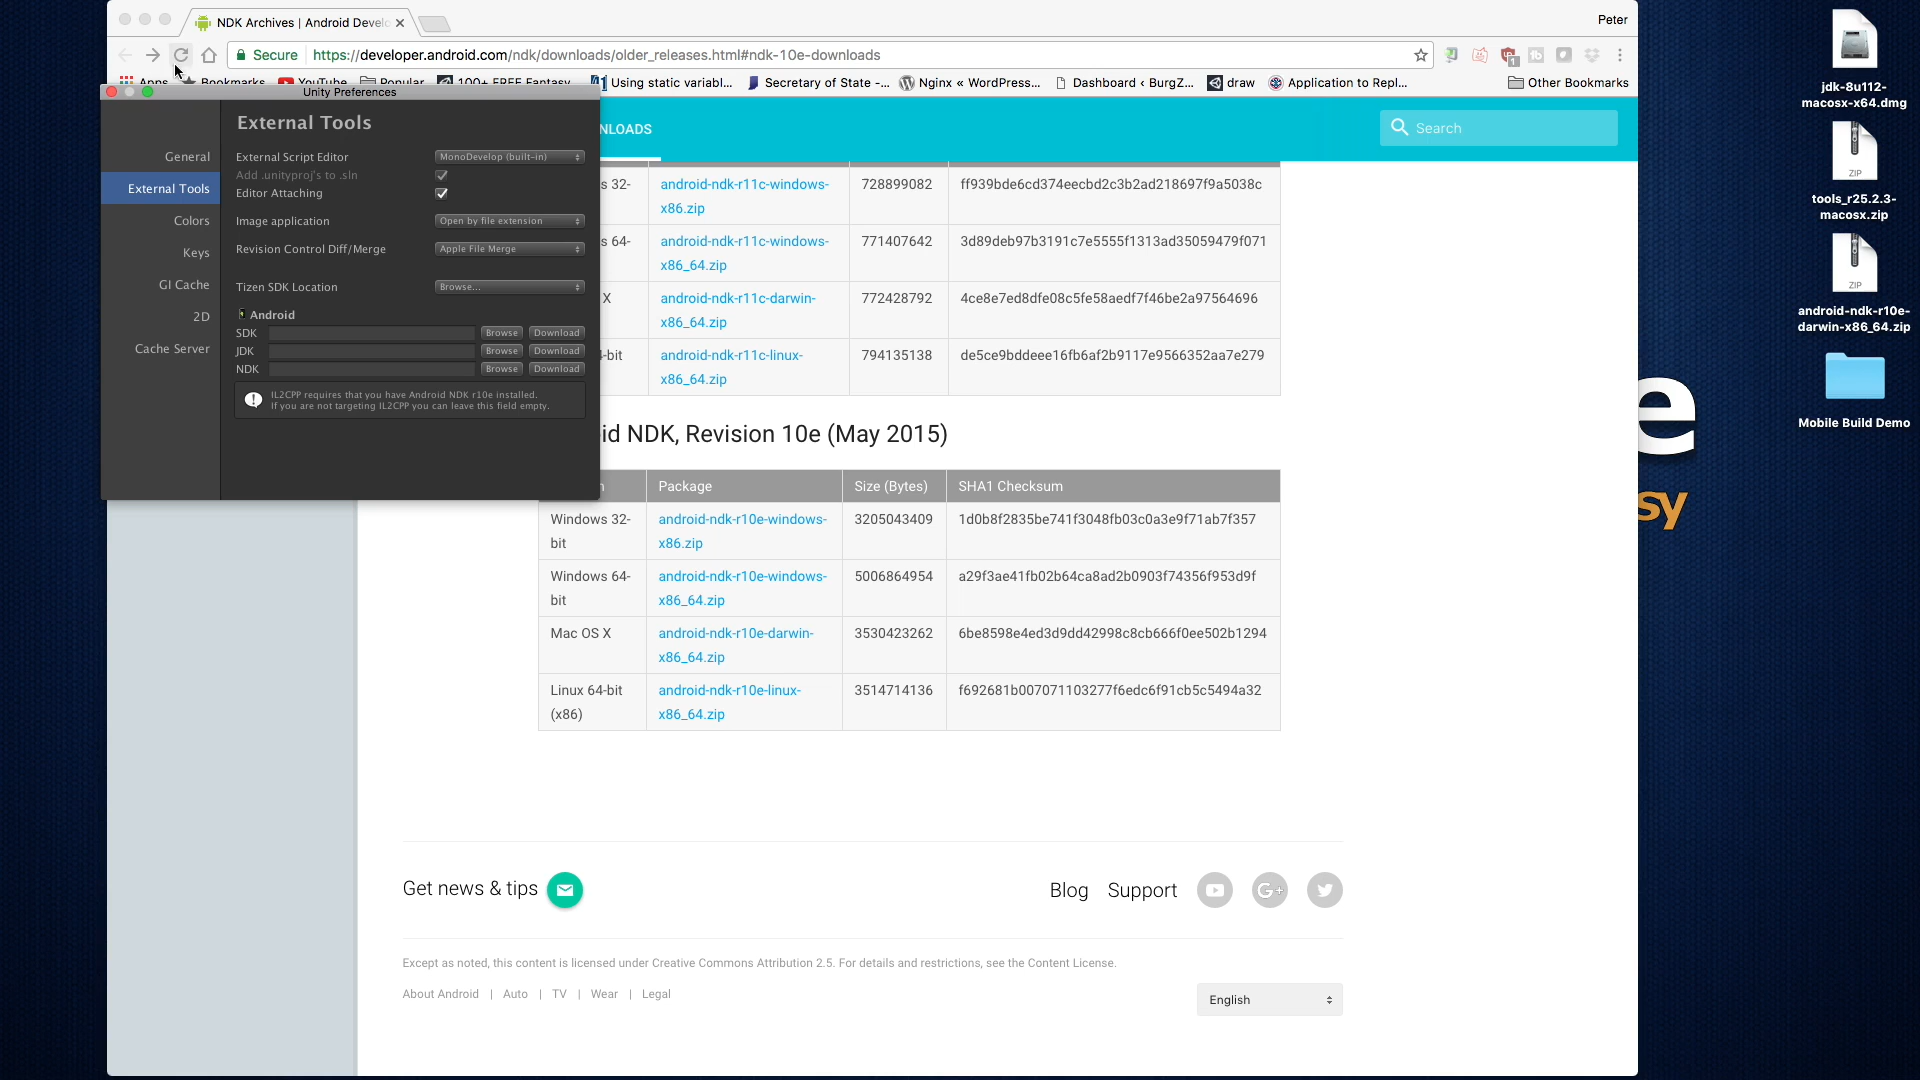 NDK Archives | Android Develo
Peter
Secure
https://developer.android.com/ndk/downloads/older_releases.html#ndk-10e-downloads
Apps
Bookmarks
YouTube
Popular
100+ FREE Fantasy
Using static variabl...
Secretary of State -...
Nginx « WordPress...
Dashboard ‹ BurgZ...
draw
Application to Repl...
Other Bookmarks
Unity Preferences
General
External Tools
Colors
Keys
GI Cache
2D
Cache Server
External Tools
External Script Editor MonoDevelop (built-in)
Add .unityproj's to .sln
Editor Attaching
Image application Open by file extension
Revision Control Diff/Merge Apple File Merge
Tizen SDK Location Browse...
Android
SDK Browse Download
JDK Browse Download
NDK Browse Download
IL2CPP requires that you have Android NDK r10e installed.
If you are not targeting IL2CPP you can leave this field empty.
NLOADS
Search
s 32- android-ndk-r11c-windows- 728899082 ff939bde6cd374eecbd2c3b2ad218697f9a5038c
x86.zip
s 64- android-ndk-r11c-windows- 771407642 3d89deb97b3191c7e5555f1313ad35059479f071
x86_64.zip
X android-ndk-r11c-darwin- 772428792 4ce8e7ed8dfe08c5fe58aedf7f46be2a97564696
x86_64.zip
-bit android-ndk-r11c-linux- 794135138 de5ce9bddeee16fb6af2b9117e9566352aa7e279
x86_64.zip
id NDK, Revision 10e (May 2015)
Package Size (Bytes) SHA1 Checksum
Windows 32- android-ndk-r10e-windows- 3205043409 1d0b8f2835be741f3048fb03c0a3e9f71ab7f357
bit x86.zip
Windows 64- android-ndk-r10e-windows- 5006864954 a29f3ae41fb02b64ca8ad2b0903f74356f953d9f
bit x86_64.zip
Mac OS X android-ndk-r10e-darwin- 3530423262 6be8598e4ed3d9dd42998c8cb666f0ee502b1294
x86_64.zip
Linux 64-bit android-ndk-r10e-linux- 3514714136 f692681b007071103277f6edc6f91cb5c5494a32
(x86) x86_64.zip
Get news & tips
Blog Support
G+
Except as noted, this content is licensed under Creative Commons Attribution 2.5. For details and restrictions, see the Content License.
About Android | Auto | TV | Wear | Legal
English
jdk-8u112-
macosx-x64.dmg
ZIP
tools_r25.2.3-
macosx.zip
ZIP
android-ndk-r10e-
darwin-x86_64.zip
Mobile Build Demo
e
sy